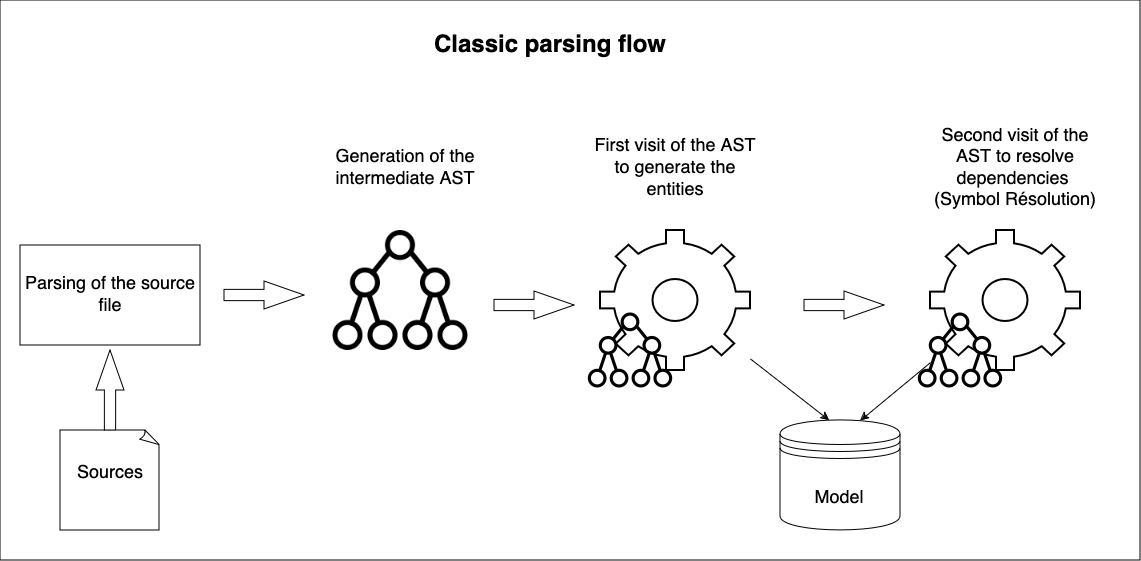 Classic parsing flow
Generation of the
intermediate AST
First visit of the AST
to generate the
entities
Second visit of the
AST to resolve
dependencies
(Symbol Résolution)
Parsing of the source
file
Sources
Model